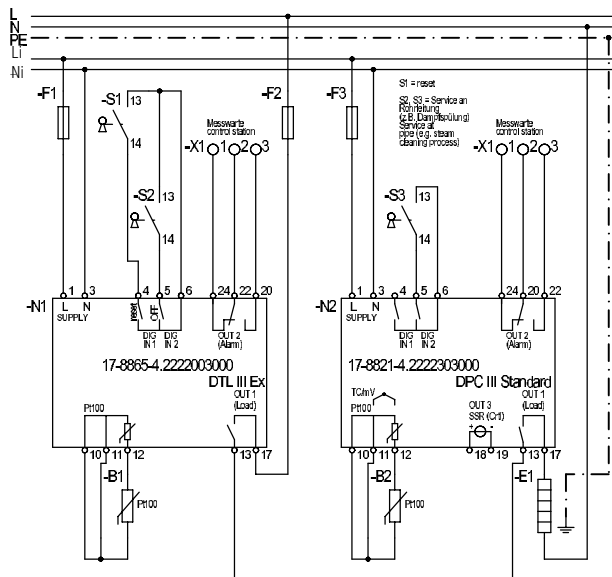 L
N
PE
Li
Ni
-F1
-S1
13
14
Messwarte
control station
-X1 1 2 3
-F2
-F3
S1 = reset
S2, S3 = Service an
Rohrleitung
(z.B. Dampfspülung)
Service at
pipe (e.g. steam
cleaning process)
Messwarte
control station
-X1 1 2 3
-S2 13
14
-S3 13
14
-N1
1 3 4 5 6 24 22 20
L N
SUPPLY
reset
OFF
DIG
IN 1
DIG
IN 2
OUT 2
(Alarm)
17-8865-4.2222003000
DTL III Ex
OUT 1
(Load)
Pt100
10 11 12 13 17
-B1
Pt100
-N2
1 3 4 5 6 24 20 22
L N
SUPPLY
DIG
IN 1
DIG
IN 2
OUT 2
(Alarm)
17-8821-4.2222303000
DPC III Standard
TC/mV
Pt100
OUT 3
SSR (Crtl)
+ -
OUT 1
(Load)
10 11 12 18 19 13 17
-B2
Pt100
-E1